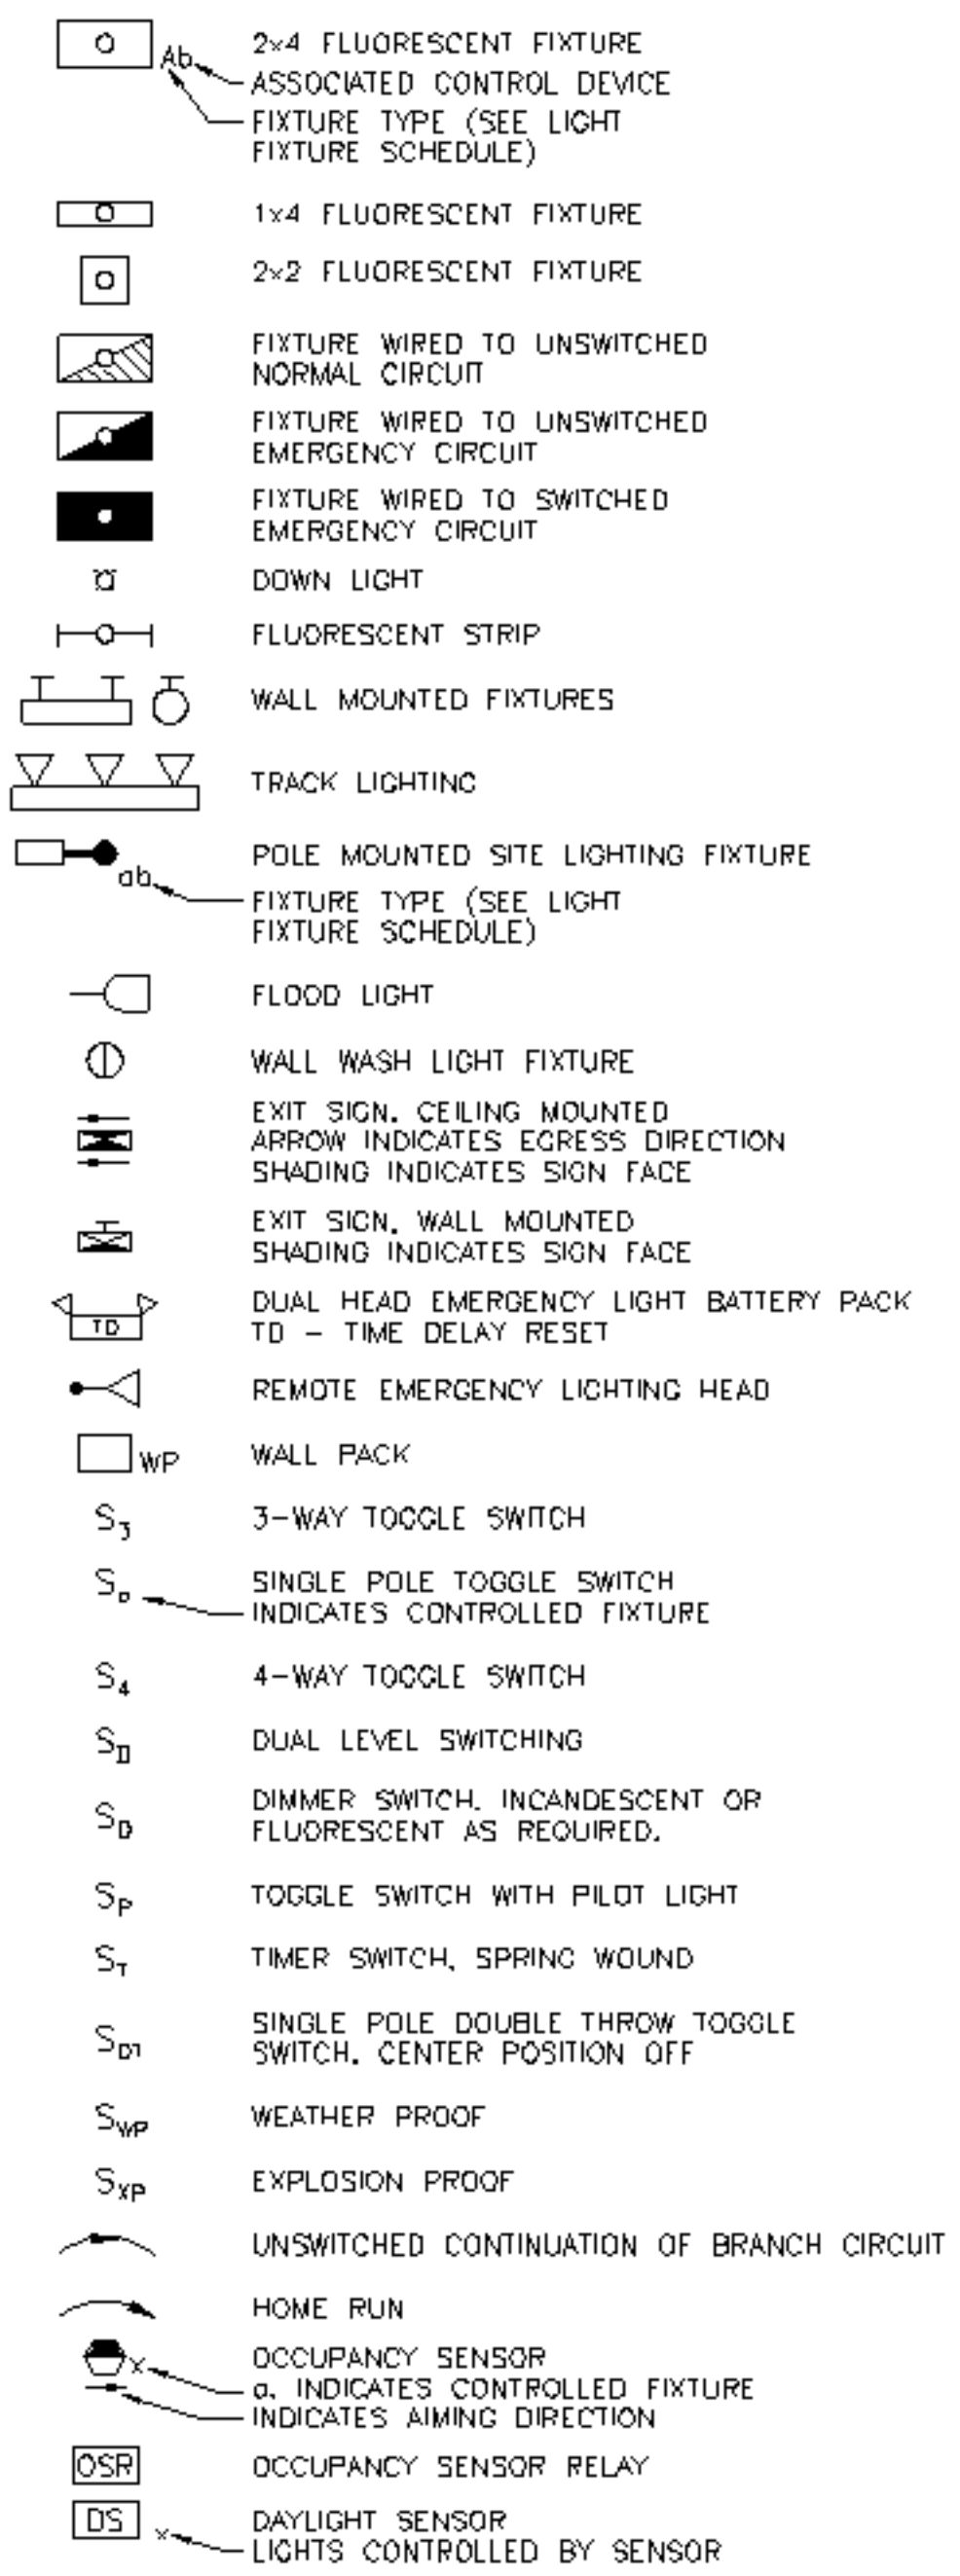 2x4 FLUORESCENT FIXTURE
Ab
ASSOCIATED CONTROL DEVICE
FIXTURE TYPE (SEE LIGHT
FIXTURE SCHEDULE)
1x4 FLUORESCENT FIXTURE
2x2 FLUORESCENT FIXTURE
FIXTURE WIRED TO UNSWITCHED
NORMAL CIRCUIT
FIXTURE WIRED TO UNSWITCHED
EMERGENCY CIRCUIT
FIXTURE WIRED TO SWITCHED
EMERGENCY CIRCUIT
DOWN LIGHT
FLUORESCENT STRIP
WALL MOUNTED FIXTURES
TRACK LIGHTING
POLE MOUNTED SITE LIGHTING FIXTURE
ab
FIXTURE TYPE (SEE LIGHT
FIXTURE SCHEDULE)
FLOOD LIGHT
WALL WASH LIGHT FIXTURE
EXIT SIGN. CEILING MOUNTED
ARROW INDICATES EGRESS DIRECTION
SHADING INDICATES SIGN FACE
EXIT SIGN. WALL MOUNTED
SHADING INDICATES SIGN FACE
DUAL HEAD EMERGENCY LIGHT BATTERY PACK
TD TD - TIME DELAY RESET
REMOTE EMERGENCY LIGHTING HEAD
WP WALL PACK
S3 3-WAY TOGGLE SWITCH
Sa SINGLE POLE TOGGLE SWITCH
INDICATES CONTROLLED FIXTURE
S4 4-WAY TOGGLE SWITCH
SD DUAL LEVEL SWITCHING
SD DIMMER SWITCH. INCANDESCENT OR
FLUORESCENT AS REQUIRED.
SP TOGGLE SWITCH WITH PILOT LIGHT
ST TIMER SWITCH, SPRING WOUND
SDT SINGLE POLE DOUBLE THROW TOGGLE
SWITCH. CENTER POSITION OFF
SWP WEATHER PROOF
SXP EXPLOSION PROOF
UNSWITCHED CONTINUATION OF BRANCH CIRCUIT
HOME RUN
OCCUPANCY SENSOR
x
a. INDICATES CONTROLLED FIXTURE
INDICATES AIMING DIRECTION
OSR OCCUPANCY SENSOR RELAY
DS DAYLIGHT SENSOR
x LIGHTS CONTROLLED BY SENSOR